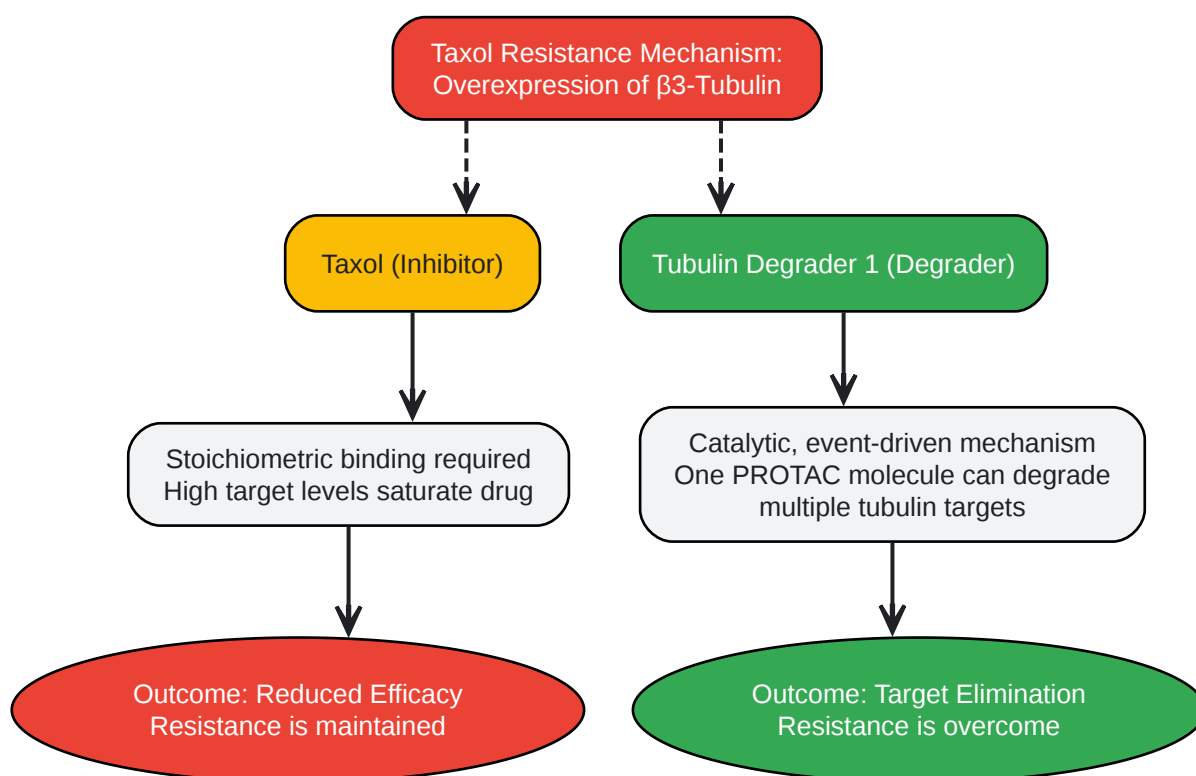 Taxol Resistance Mechanism:
Overexpression of β3-Tubulin
Taxol (Inhibitor)
Tubulin Degrader 1 (Degrader)
Stoichiometric binding required
High target levels saturate drug
Catalytic, event-driven mechanism
One PROTAC molecule can degrade
multiple tubulin targets
Outcome: Reduced Efficacy
Resistance is maintained
Outcome: Target Elimination
Resistance is overcome